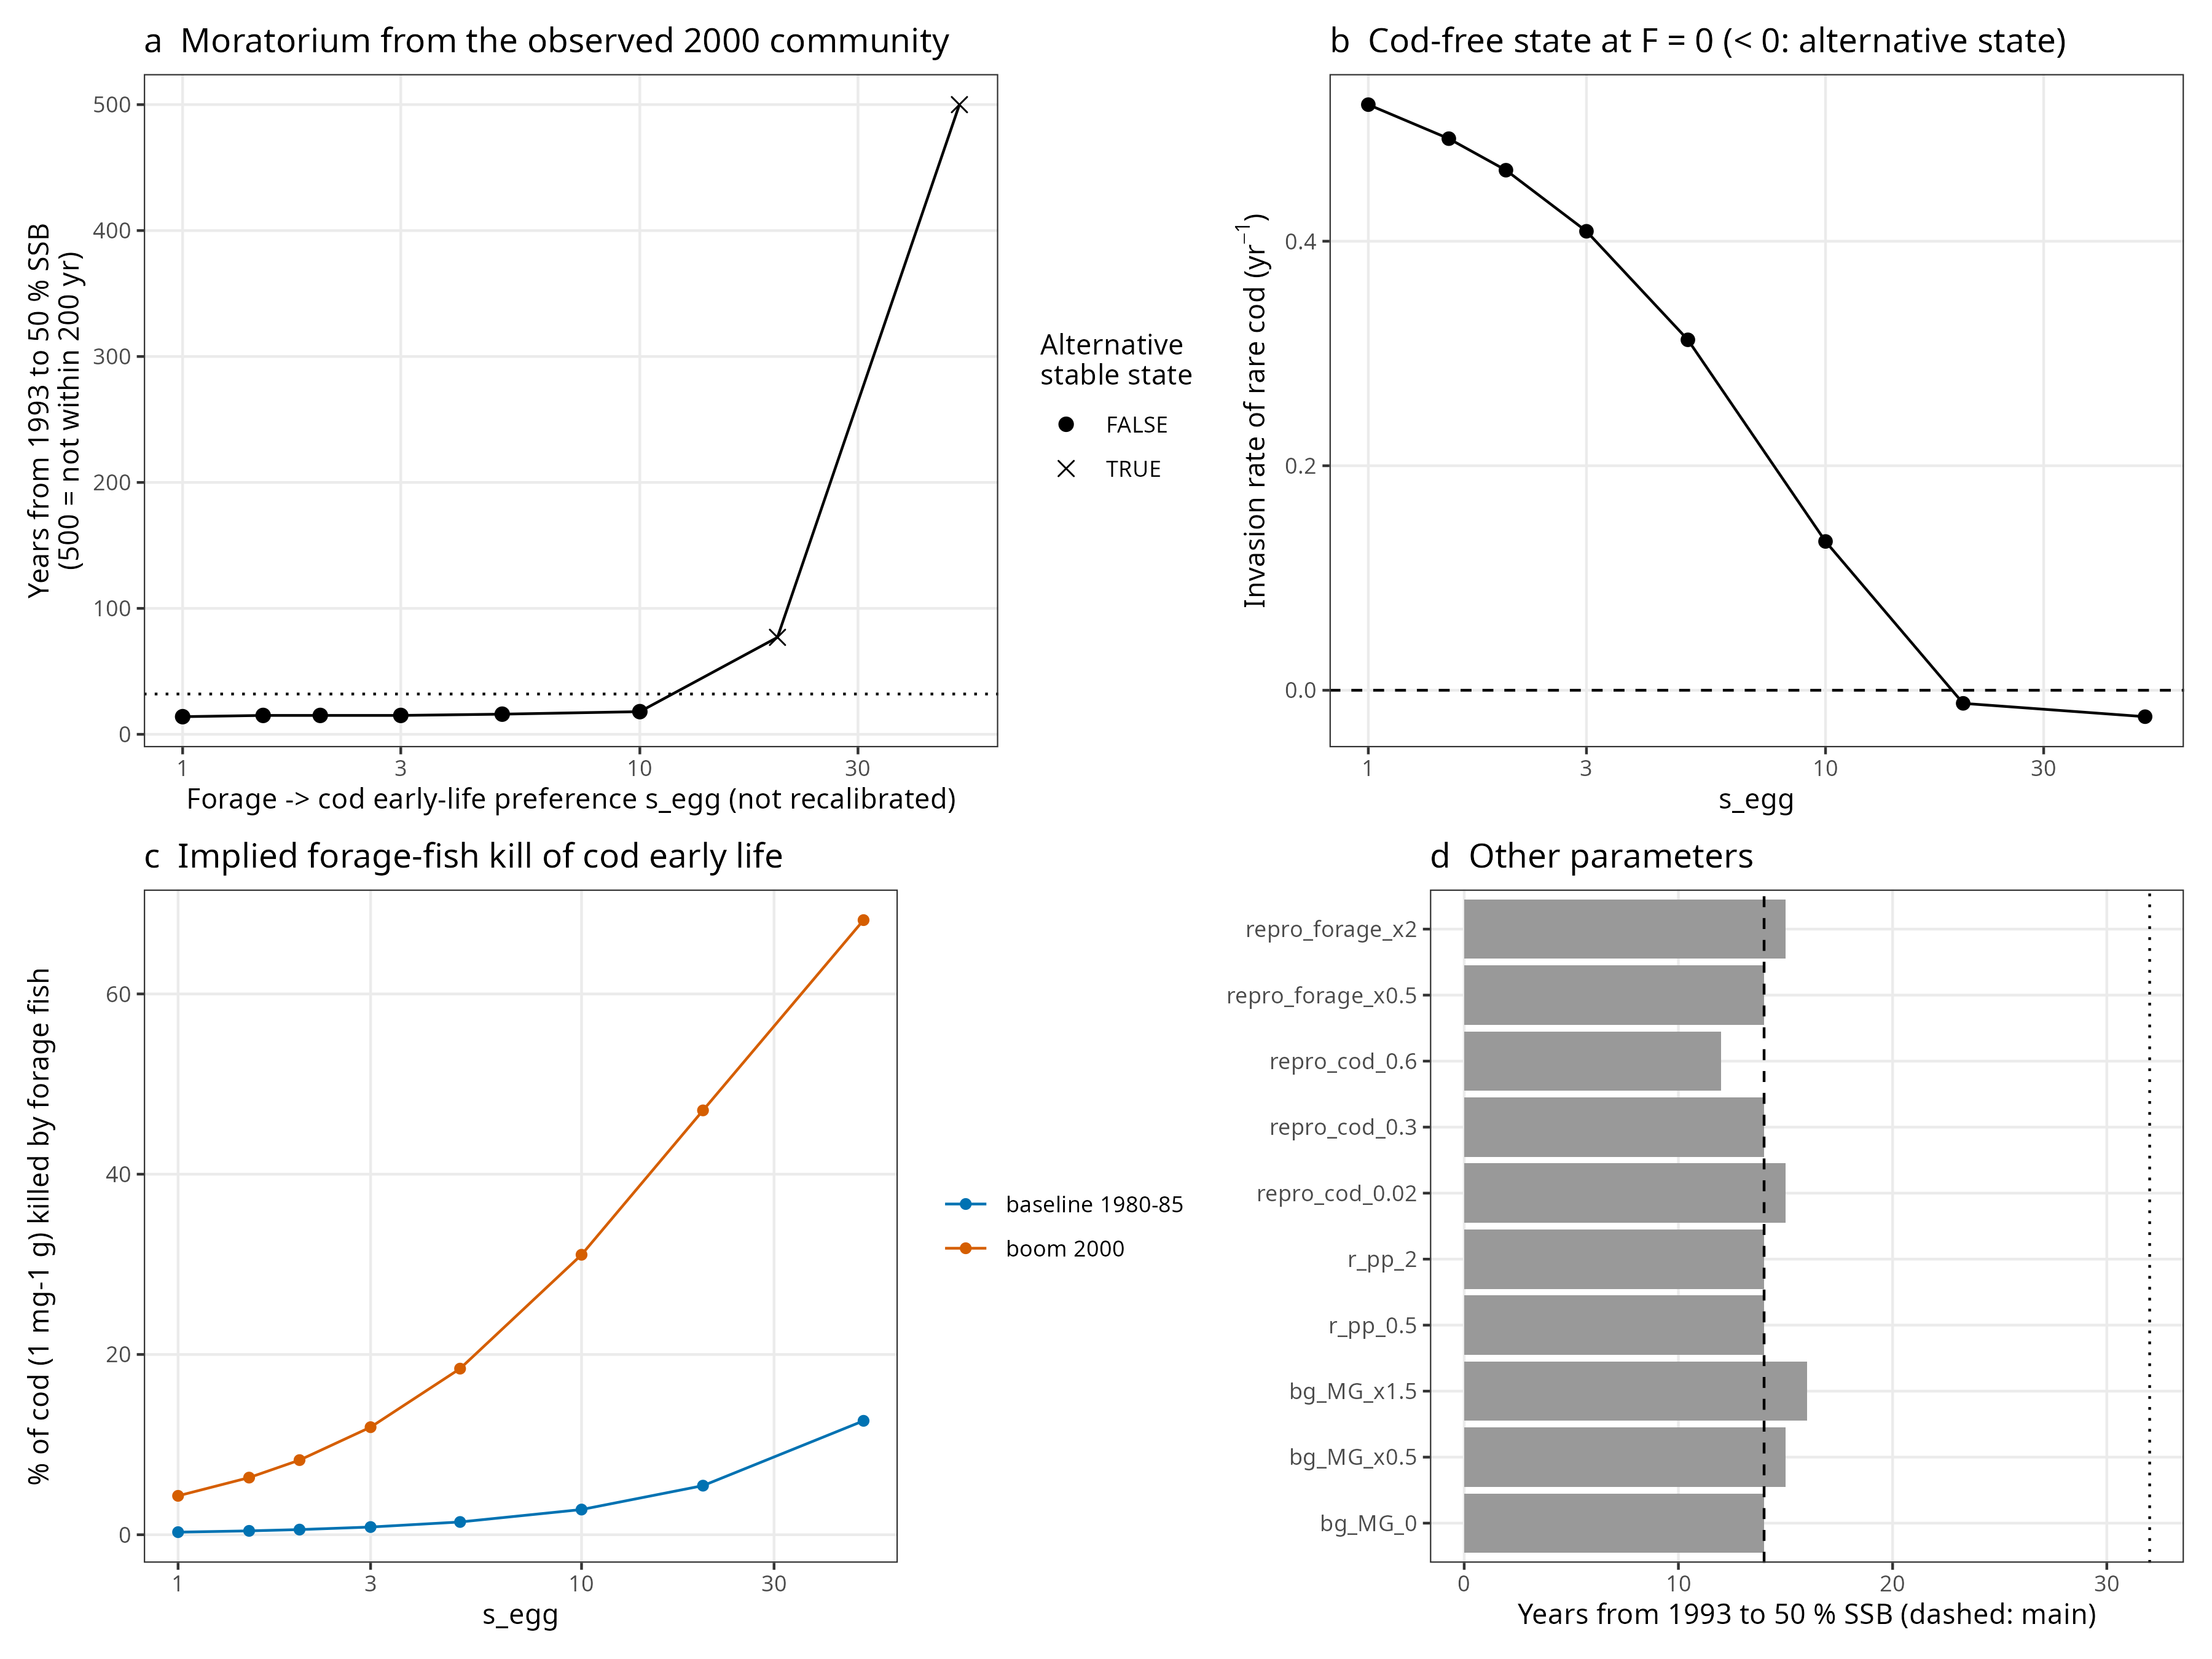 a Moratorium from the observed 2000 community
Years from 1993 to 50 % SSB
(500 = not within 200 yr)
500
400
300
200
100
0
1
3
10
30
Forage -> cod early-life preference s_egg (not recalibrated)
Alternative
stable state
FALSE
TRUE
b Cod-free state at F = 0 (< 0: alternative state)
Invasion rate of rare cod (yr⁻¹)
0.4
0.2
0.0
1
3
10
30
s_egg
c Implied forage-fish kill of cod early life
% of cod (1 mg-1 g) killed by forage fish
60
40
20
0
1
3
10
30
s_egg
baseline 1980-85
boom 2000
d Other parameters
repro_forage_x2
repro_forage_x0.5
repro_cod_0.6
repro_cod_0.3
repro_cod_0.02
r_pp_2
r_pp_0.5
bg_MG_x1.5
bg_MG_x0.5
bg_MG_0
0
10
20
30
Years from 1993 to 50 % SSB (dashed: main)